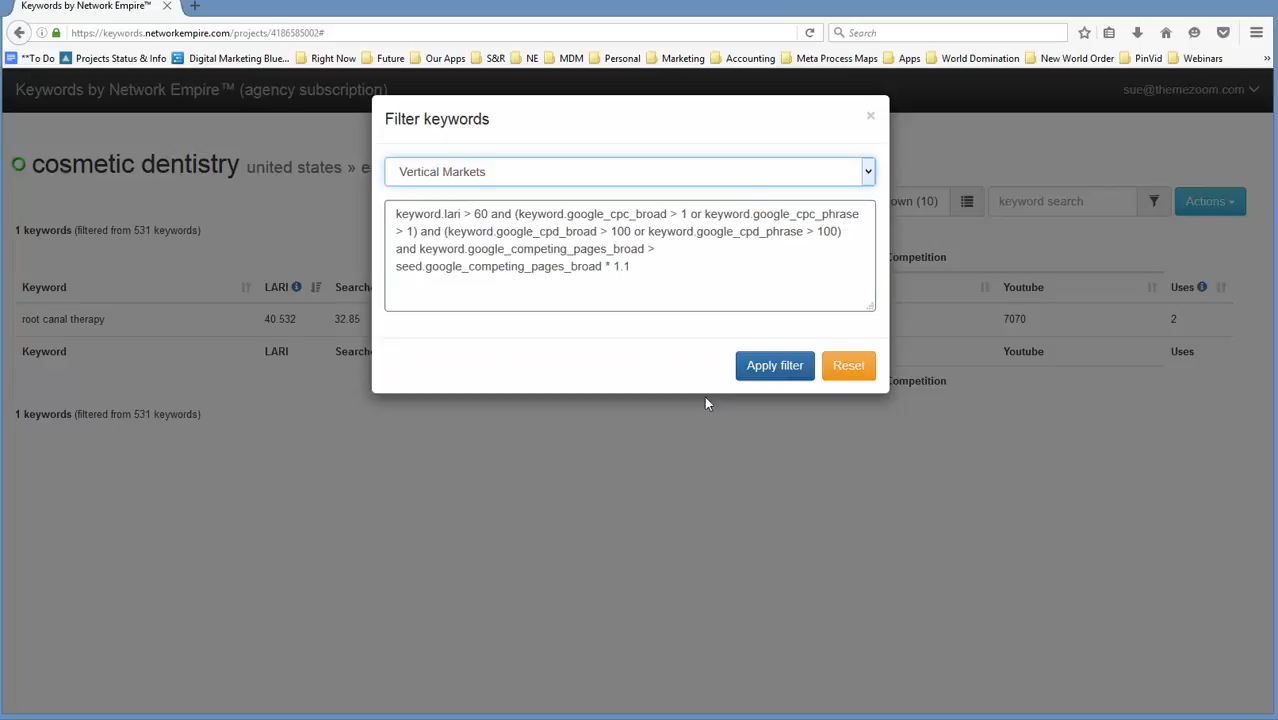 Keywords by Network Empire™
https://keywords.networkempire.com/projects/4186585002#
Search
**To Do
Projects Status & Info
Digital Marketing Blue...
Right Now
Future
Our Apps
S&R
NE
MDM
Personal
Marketing
Accounting
Meta Process Maps
Apps
World Domination
New World Order
PinVid
Webinars
Keywords by Network Empire™ (agency subscription)
sue@themezoom.com
Filter keywords
×
cosmetic dentistry united states » e
Vertical Markets
own (10)
keyword search
Actions
keyword.lari > 60 and (keyword.google_cpc_broad > 1 or keyword.google_cpc_phrase
> 1) and (keyword.google_cpd_broad > 100 or keyword.google_cpd_phrase > 100)
and keyword.google_competing_pages_broad >
seed.google_competing_pages_broad * 1.1
1 keywords (filtered from 531 keywords)
Competition
Keyword LARI Searche Youtube Uses
root canal therapy 40.532 32.85 7070 2
Keyword LARI Searche Youtube Uses
Apply filter Reset
Competition
1 keywords (filtered from 531 keywords)